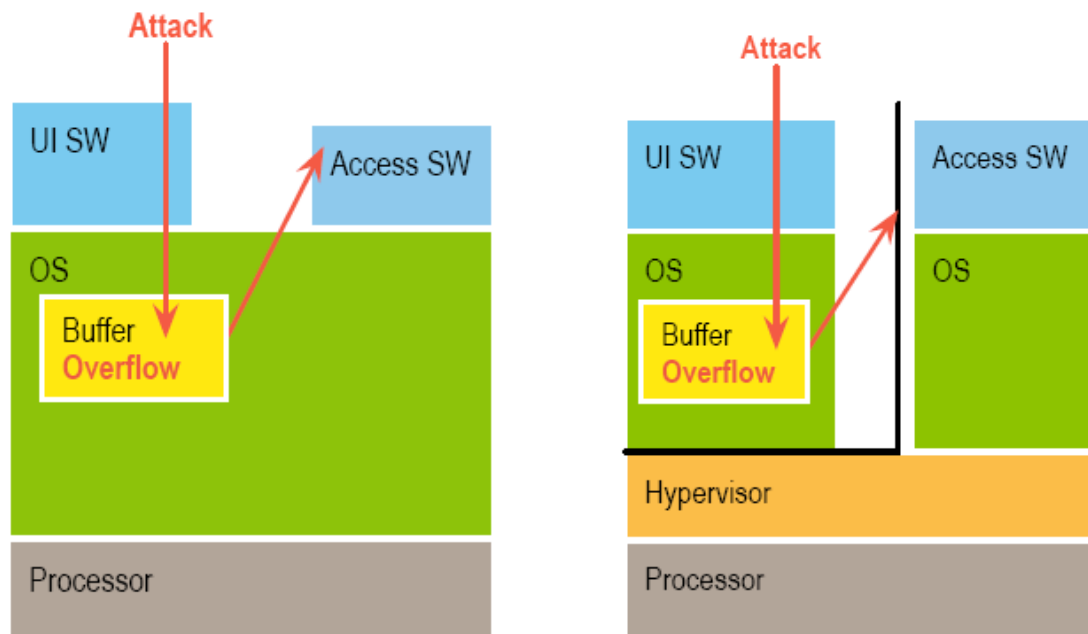 Attack
UI SW
Access SW
OS
Buffer
Overflow
Processor
Attack
UI SW
Access SW
OS
OS
Buffer
Overflow
Hypervisor
Processor